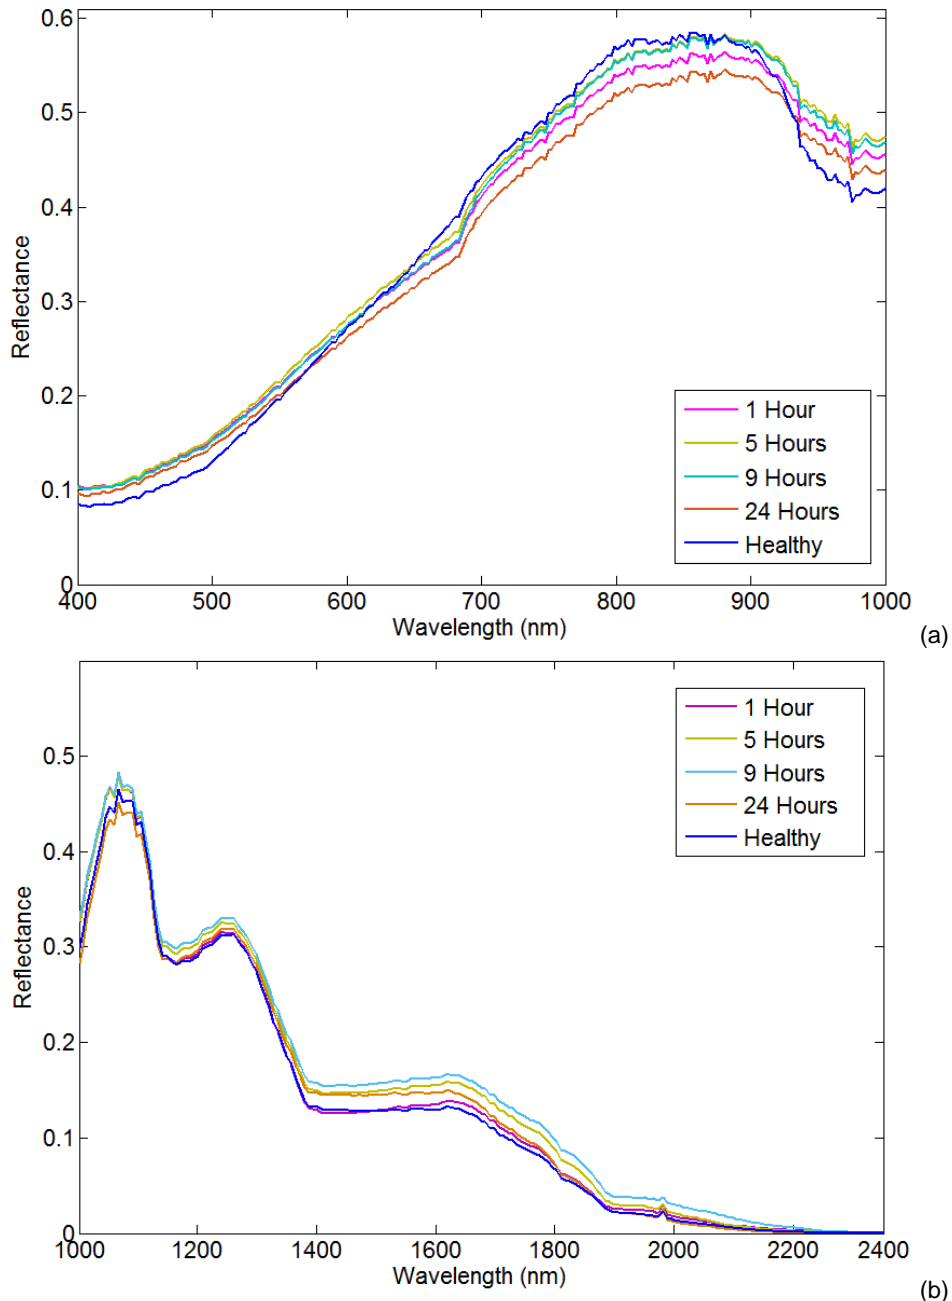 0.6
0.5
0.4
0.3
0.2
0.1
0
Reflectance
1 Hour
5 Hours
9 Hours
24 Hours
Healthy
400 500 600 700 800 900 1000
Wavelength (nm)
(a)
0.5
0.4
0.3
0.2
0.1
0
Reflectance
1 Hour
5 Hours
9 Hours
24 Hours
Healthy
1000 1200 1400 1600 1800 2000 2200 2400
Wavelength (nm)
(b)